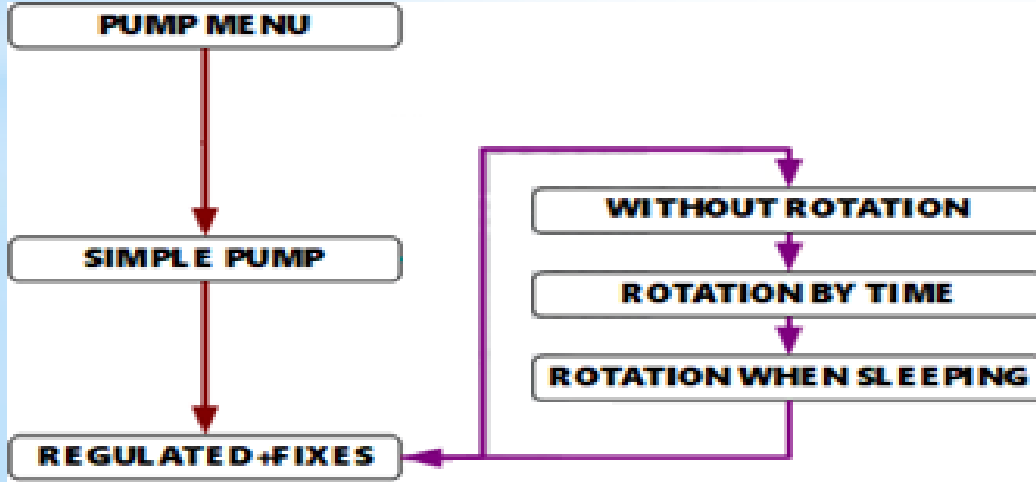 PUMP MENU
SIMPLE PUMP
REGULATED+FIXES
WITHOUT ROTATION
ROTATION BY TIME
ROTATION WHEN SLEEPING